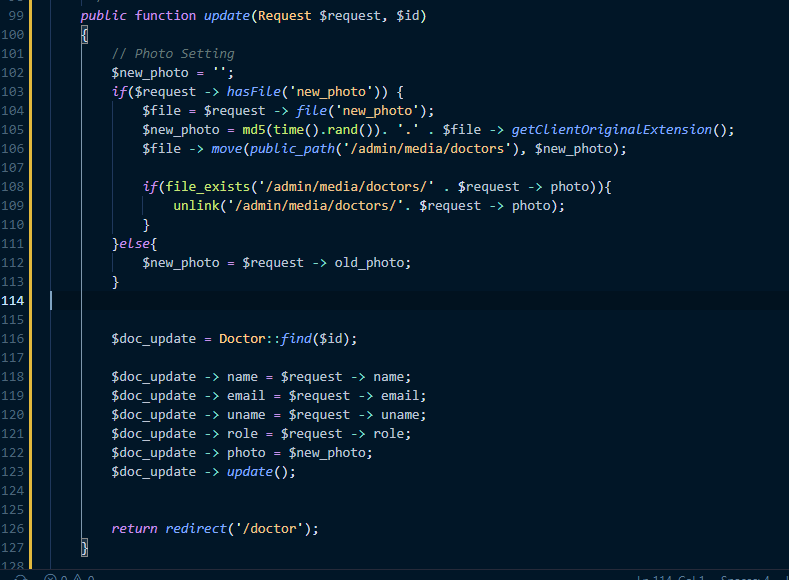 99 public function update(Request $request, $id)
100 {
101 // Photo Setting
102 $new_photo = '';
103 if($request -> hasFile('new_photo')) {
104 $file = $request -> file('new_photo');
105 $new_photo = md5(time().rand()). '.' . $file -> getClientOriginalExtension();
106 $file -> move(public_path('/admin/media/doctors'), $new_photo);
107
108 if(file_exists('/admin/media/doctors/' . $request -> photo)){
109 unlink('/admin/media/doctors/'. $request -> photo);
110 }
111 }else{
112 $new_photo = $request -> old_photo;
113 }
114
115
116 $doc_update = Doctor::find($id);
117
118 $doc_update -> name = $request -> name;
119 $doc_update -> email = $request -> email;
120 $doc_update -> uname = $request -> uname;
121 $doc_update -> role = $request -> role;
122 $doc_update -> photo = $new_photo;
123 $doc_update -> update();
124
125
126 return redirect('/doctor');
127 }
128